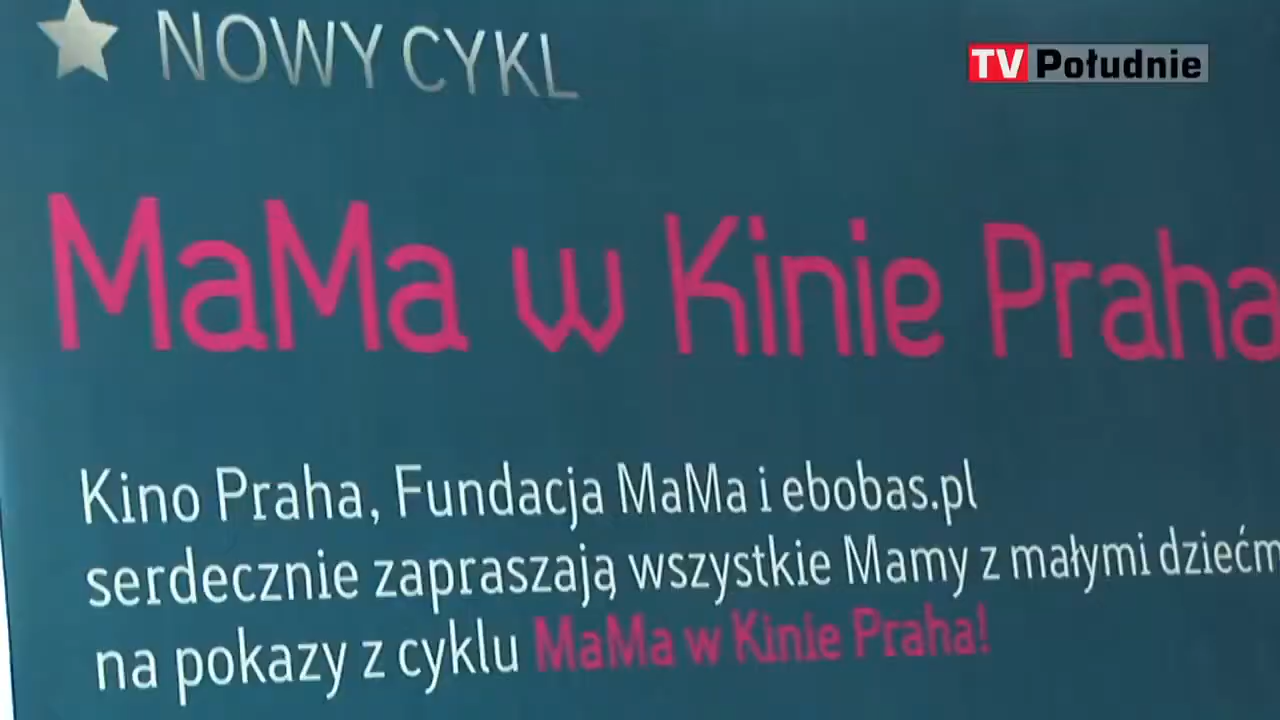 NOWY CYKL
TV Południe
MaMa w Kinie Praha
Kino Praha, Fundacja MaMa i ebobas.pl
serdecznie zapraszają wszystkie Mamy z małymi dziećm
na pokazy z cyklu MaMa w Kinie Praha!